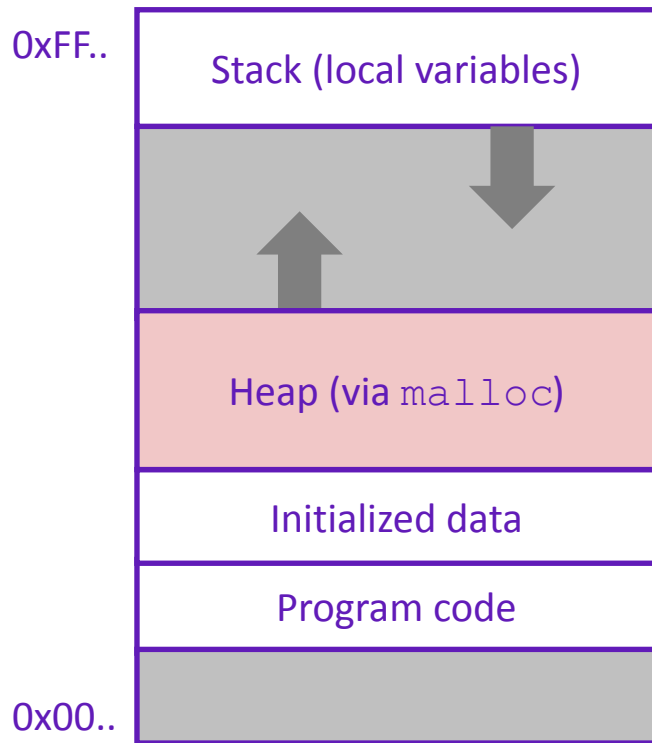 0xFF..
Stack (local variables)
Heap (via malloc)
Initialized data
Program code
0x00..